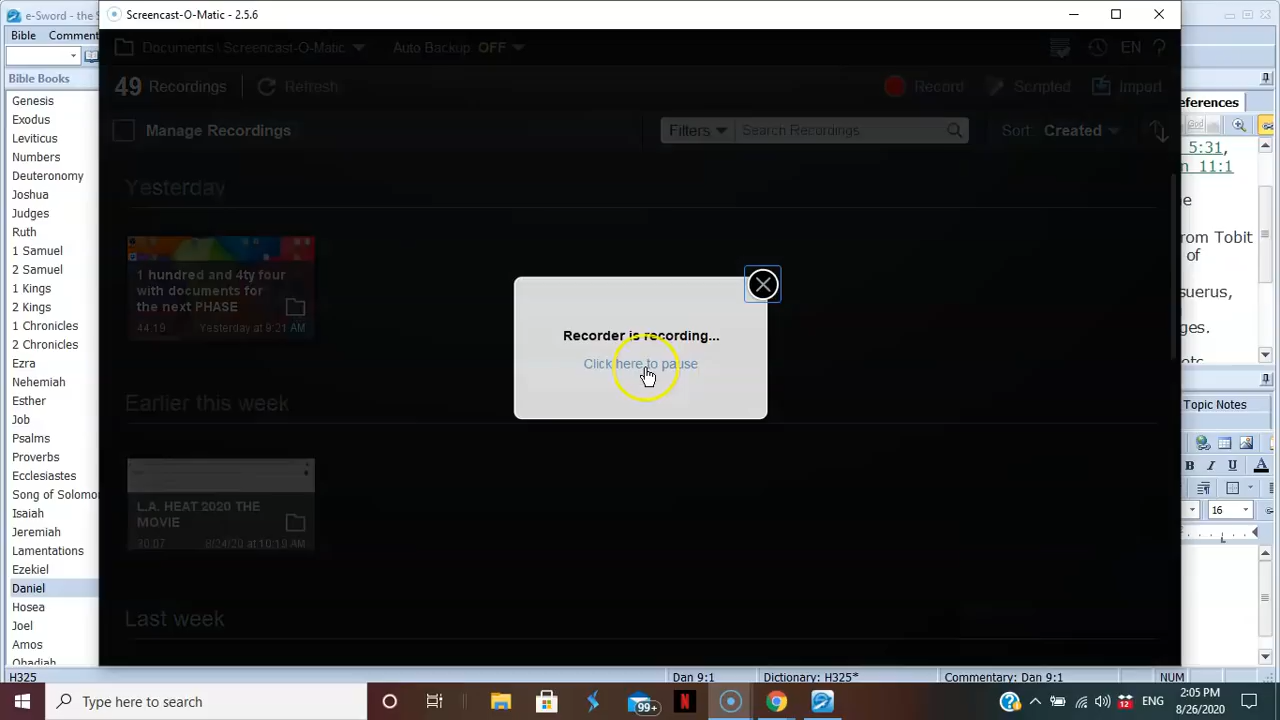 e-Sword - the S
Screencast-O-Matic - 2.5.6
Bible Comment
Documents \ Screencast-O-Matic Auto Backup: OFF EN ?
Bible Books
49 Recordings Refresh Record Scripted Import
Manage Recordings Filters Search Recordings Sort: Created
Yesterday
1 hundred and 4ty four
with documents for
the next PHASE
44:19 Yesterday at 9:21 AM
Earlier this week
L.A. HEAT 2020 THE
MOVIE
30:07 8/24/20 at 10:10 AM
Last week
Recorder is recording...
Click here to pause
Genesis
Exodus
Leviticus
Numbers
Deuteronomy
Joshua
Judges
Ruth
1 Samuel
2 Samuel
1 Kings
2 Kings
1 Chronicles
2 Chronicles
Ezra
Nehemiah
Esther
Job
Psalms
Proverbs
Ecclesiastes
Song of Solomo
Isaiah
Jeremiah
Lamentations
Ezekiel
Daniel
Hosea
Joel
Amos
Obadiah
eferences
God
5:31,
n 11:1
e
rom Tobit
of
suerus,
ges.
ots
Topic Notes
B I U A
16
H325 Dan 9:1 Dictionary: H325* Commentary: Dan 9:1 NUM
Type here to search 99+ N 12 ENG 2:05 PM
8/26/2020